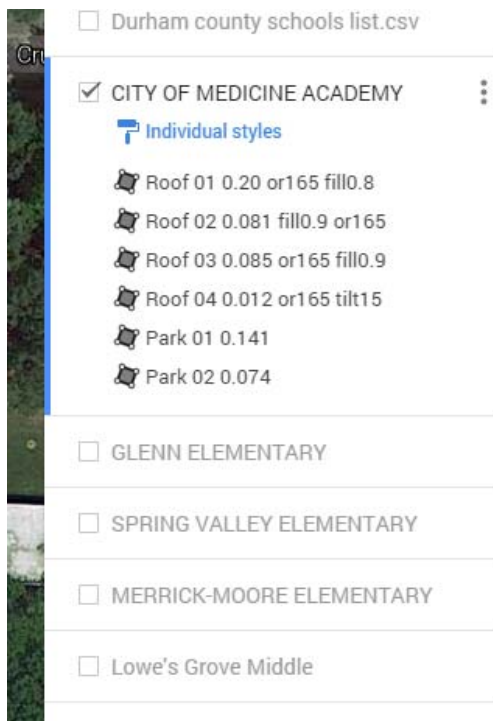 Durham county schools list.csv
CITY OF MEDICINE ACADEMY
Individual styles
Roof 01 0.20 or165 fill0.8
Roof 02 0.081 fill0.9 or165
Roof 03 0.085 or165 fill0.9
Roof 04 0.012 or165 tilt15
Park 01 0.141
Park 02 0.074
GLENN ELEMENTARY
SPRING VALLEY ELEMENTARY
MERRICK-MOORE ELEMENTARY
Lowe's Grove Middle